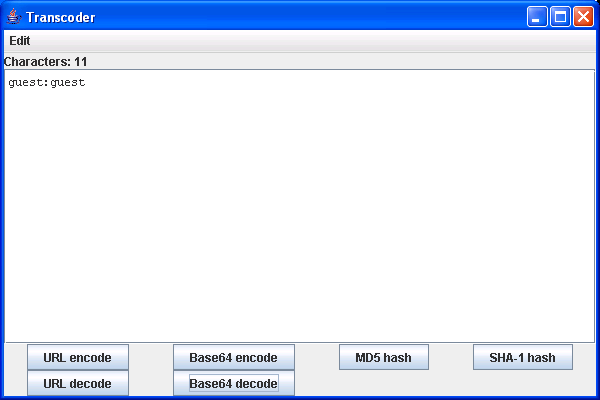 Transcoder
Edit
Characters: 11
guest:guest
URL encode Base64 encode MD5 hash SHA-1 hash
URL decode Base64 decode